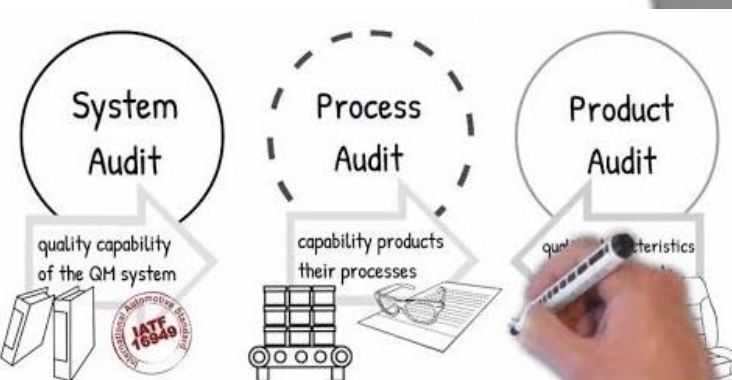 System
Audit
quality capability
of the QM system
International Automotive Standard
IATF
16949
Process
Audit
capability products
their processes
Product
Audit